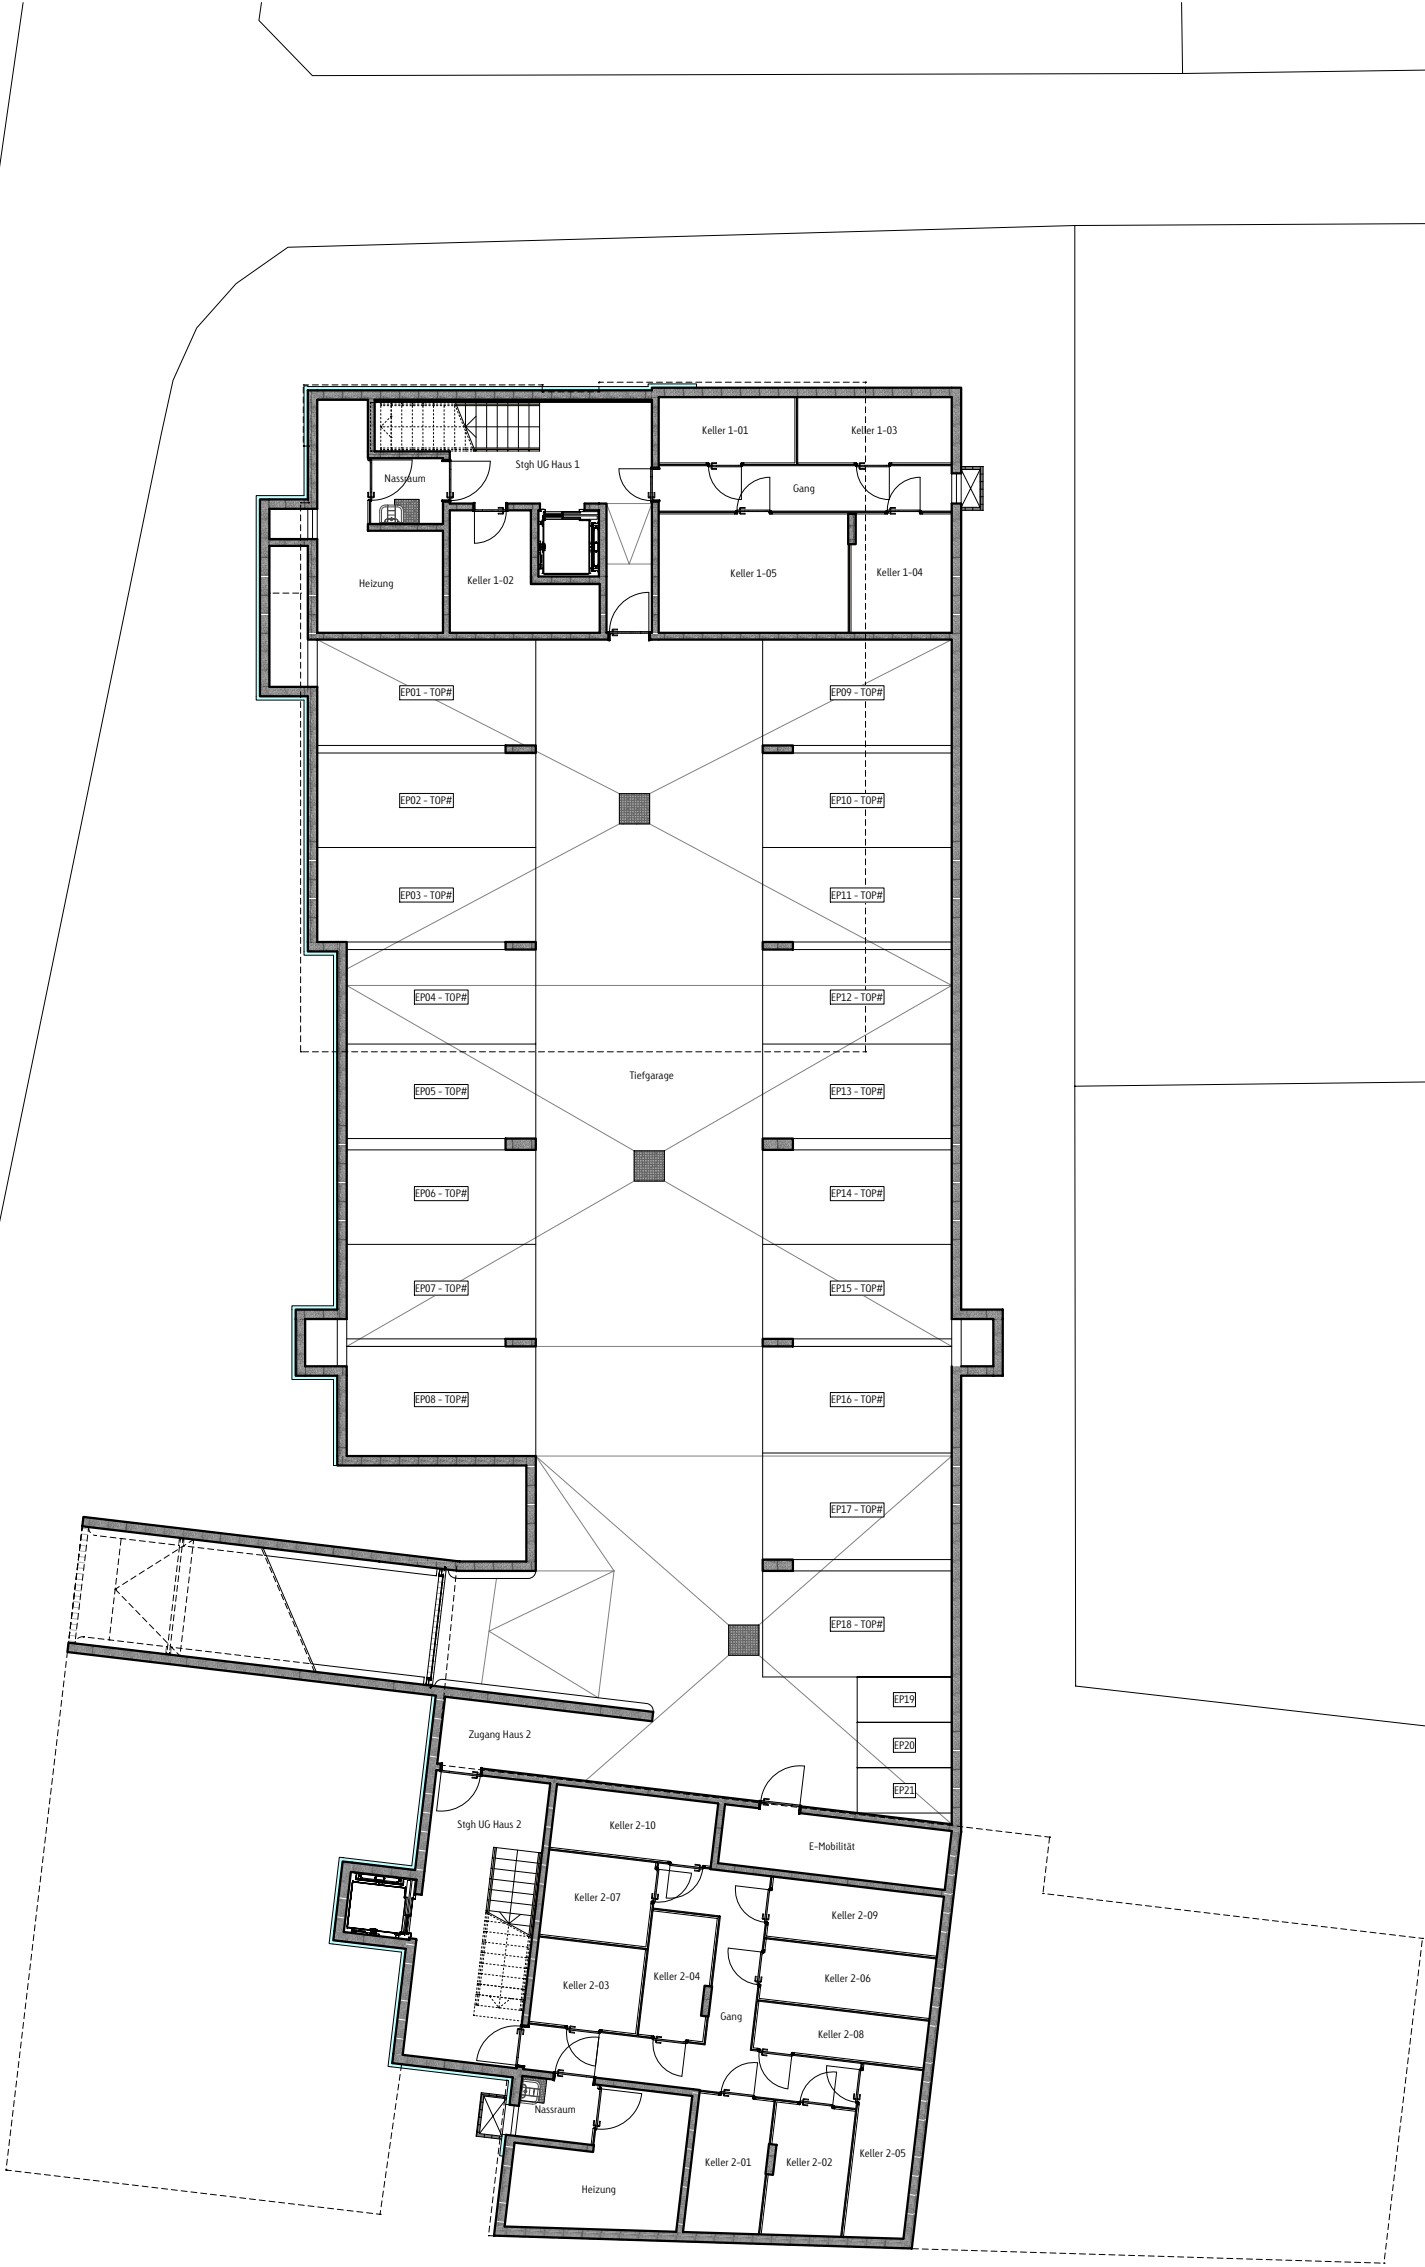 Keller 1-01
Keller 1-03
Stgh UG Haus 1
Nassraum
Gang
Keller 1-05
Keller 1-04
Keller 1-02
Heizung
EP01 - TOP#
EP09 - TOP#
EP02 - TOP#
EP10 - TOP#
EP03 - TOP#
EP11 - TOP#
EP04 - TOP#
EP12 - TOP#
Tiefgarage
EP05 - TOP#
EP13 - TOP#
EP06 - TOP#
EP14 - TOP#
EP07 - TOP#
EP15 - TOP#
EP08 - TOP#
EP16 - TOP#
EP17 - TOP#
EP18 - TOP#
EP19
Zugang Haus 2
EP20
EP21
Stgh UG Haus 2
Keller 2-10
E-Mobilität
Keller 2-07
Keller 2-09
Keller 2-04
Keller 2-06
Keller 2-03
Gang
Keller 2-08
Nassraum
Keller 2-05
Keller 2-01
Keller 2-02
Heizung